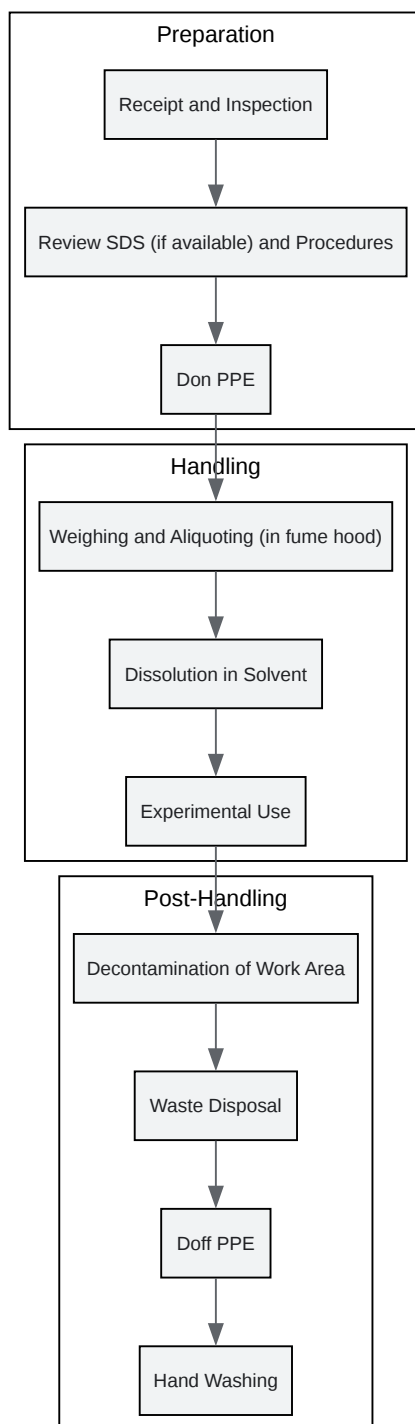 Preparation
Receipt and Inspection
Review SDS (if available) and Procedures
Don PPE
Handling
Weighing and Aliquoting (in fume hood)
Dissolution in Solvent
Experimental Use
Post-Handling
Decontamination of Work Area
Waste Disposal
Doff PPE
Hand Washing